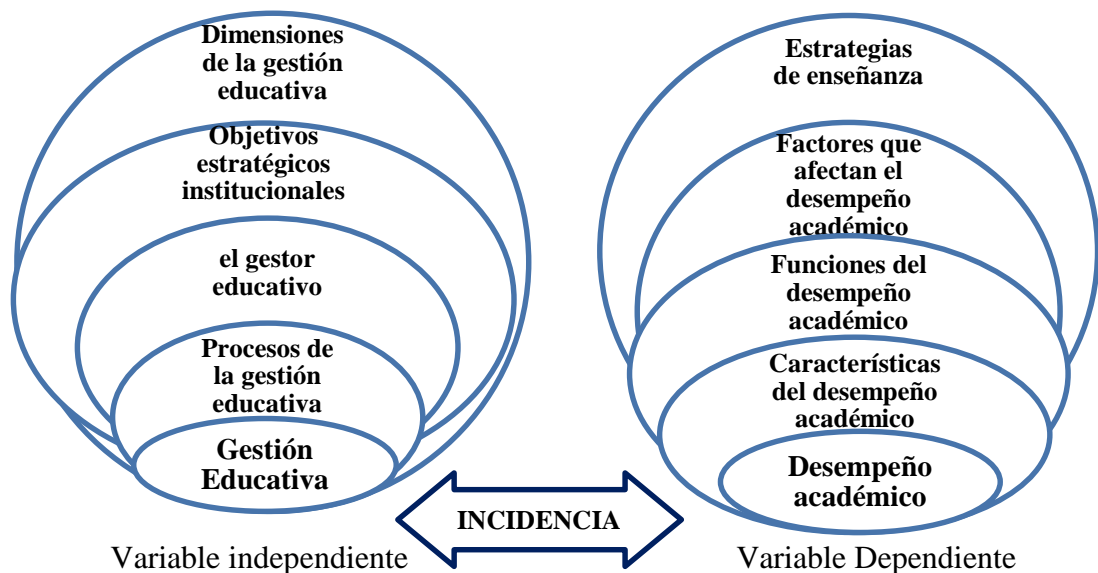 Dimensiones
de la gestión
educativa
Objetivos
estratégicos
institucionales
el gestor
educativo
Procesos de
la gestión
educativa
Gestión
Educativa
Variable independiente
INCIDENCIA
Estrategias
de enseñanza
Factores que
afectan el
desempeño
académico
Funciones del
desempeño
académico
Características
del desempeño
académico
Desempeño
académico
Variable Dependiente